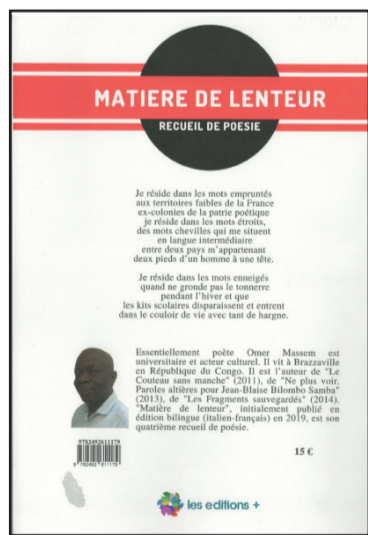 MATIERE DE LENTEUR
RECUEIL DE POESIE
Je réside dans les mots empruntés
aux territoires faibles de la France
ex-colonies de la patrie poétique
je réside dans les mots étroits,
des mots chevilles qui me situent
en langue intermédiaire
entre deux pays m'appartenant
deux pieds d'un homme à une tête.
Je réside dans les mots enneigés
quand ne gronde pas le tonnerre
pendant l'hiver et que
les kits scolaires disparaissent et entrent
dans le couloir de vie avec tant de hargne.
Essentiellement poète Omer Massem est
universitaire et acteur culturel. Il vit à Brazzaville
en République du Congo. Il est l'auteur de "Le
Couteau sans manche" (2011), de "Ne plus voir.
Paroles altières pour Jean-Blaise Bilombo Samba"
(2013), de "Les Fragments sauvegardés" (2014).
"Matière de lenteur", initialement publié en
édition bilingue (italien-français) en 2019, est son
quatrième recueil de poésie.
9782492611179
15 €
9 782492 611179
les editions +